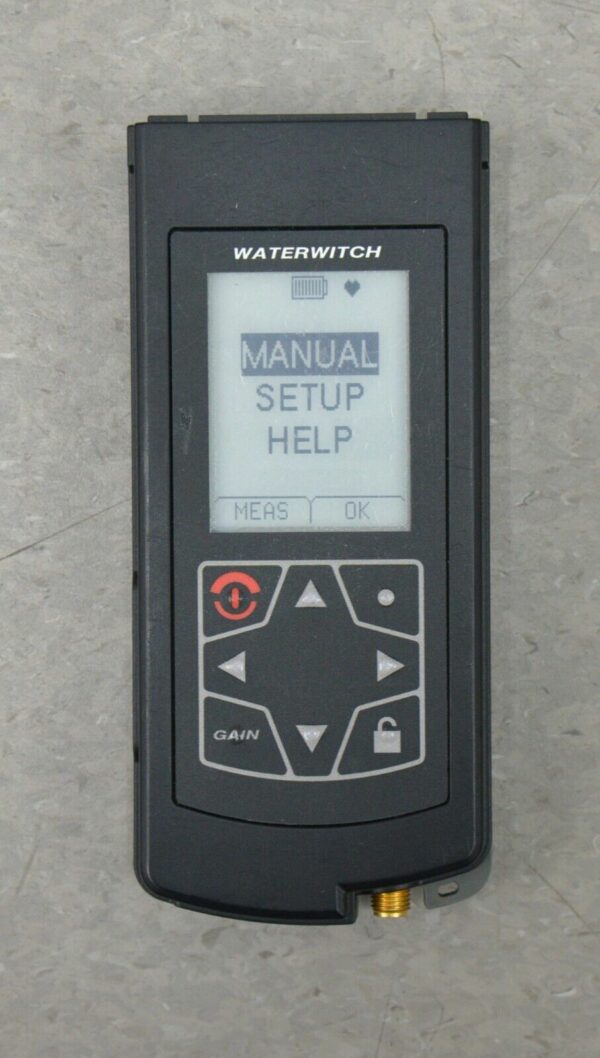 WATERWITCH
MANUAL
SETUP
HELP
MEAS OK
GAIN